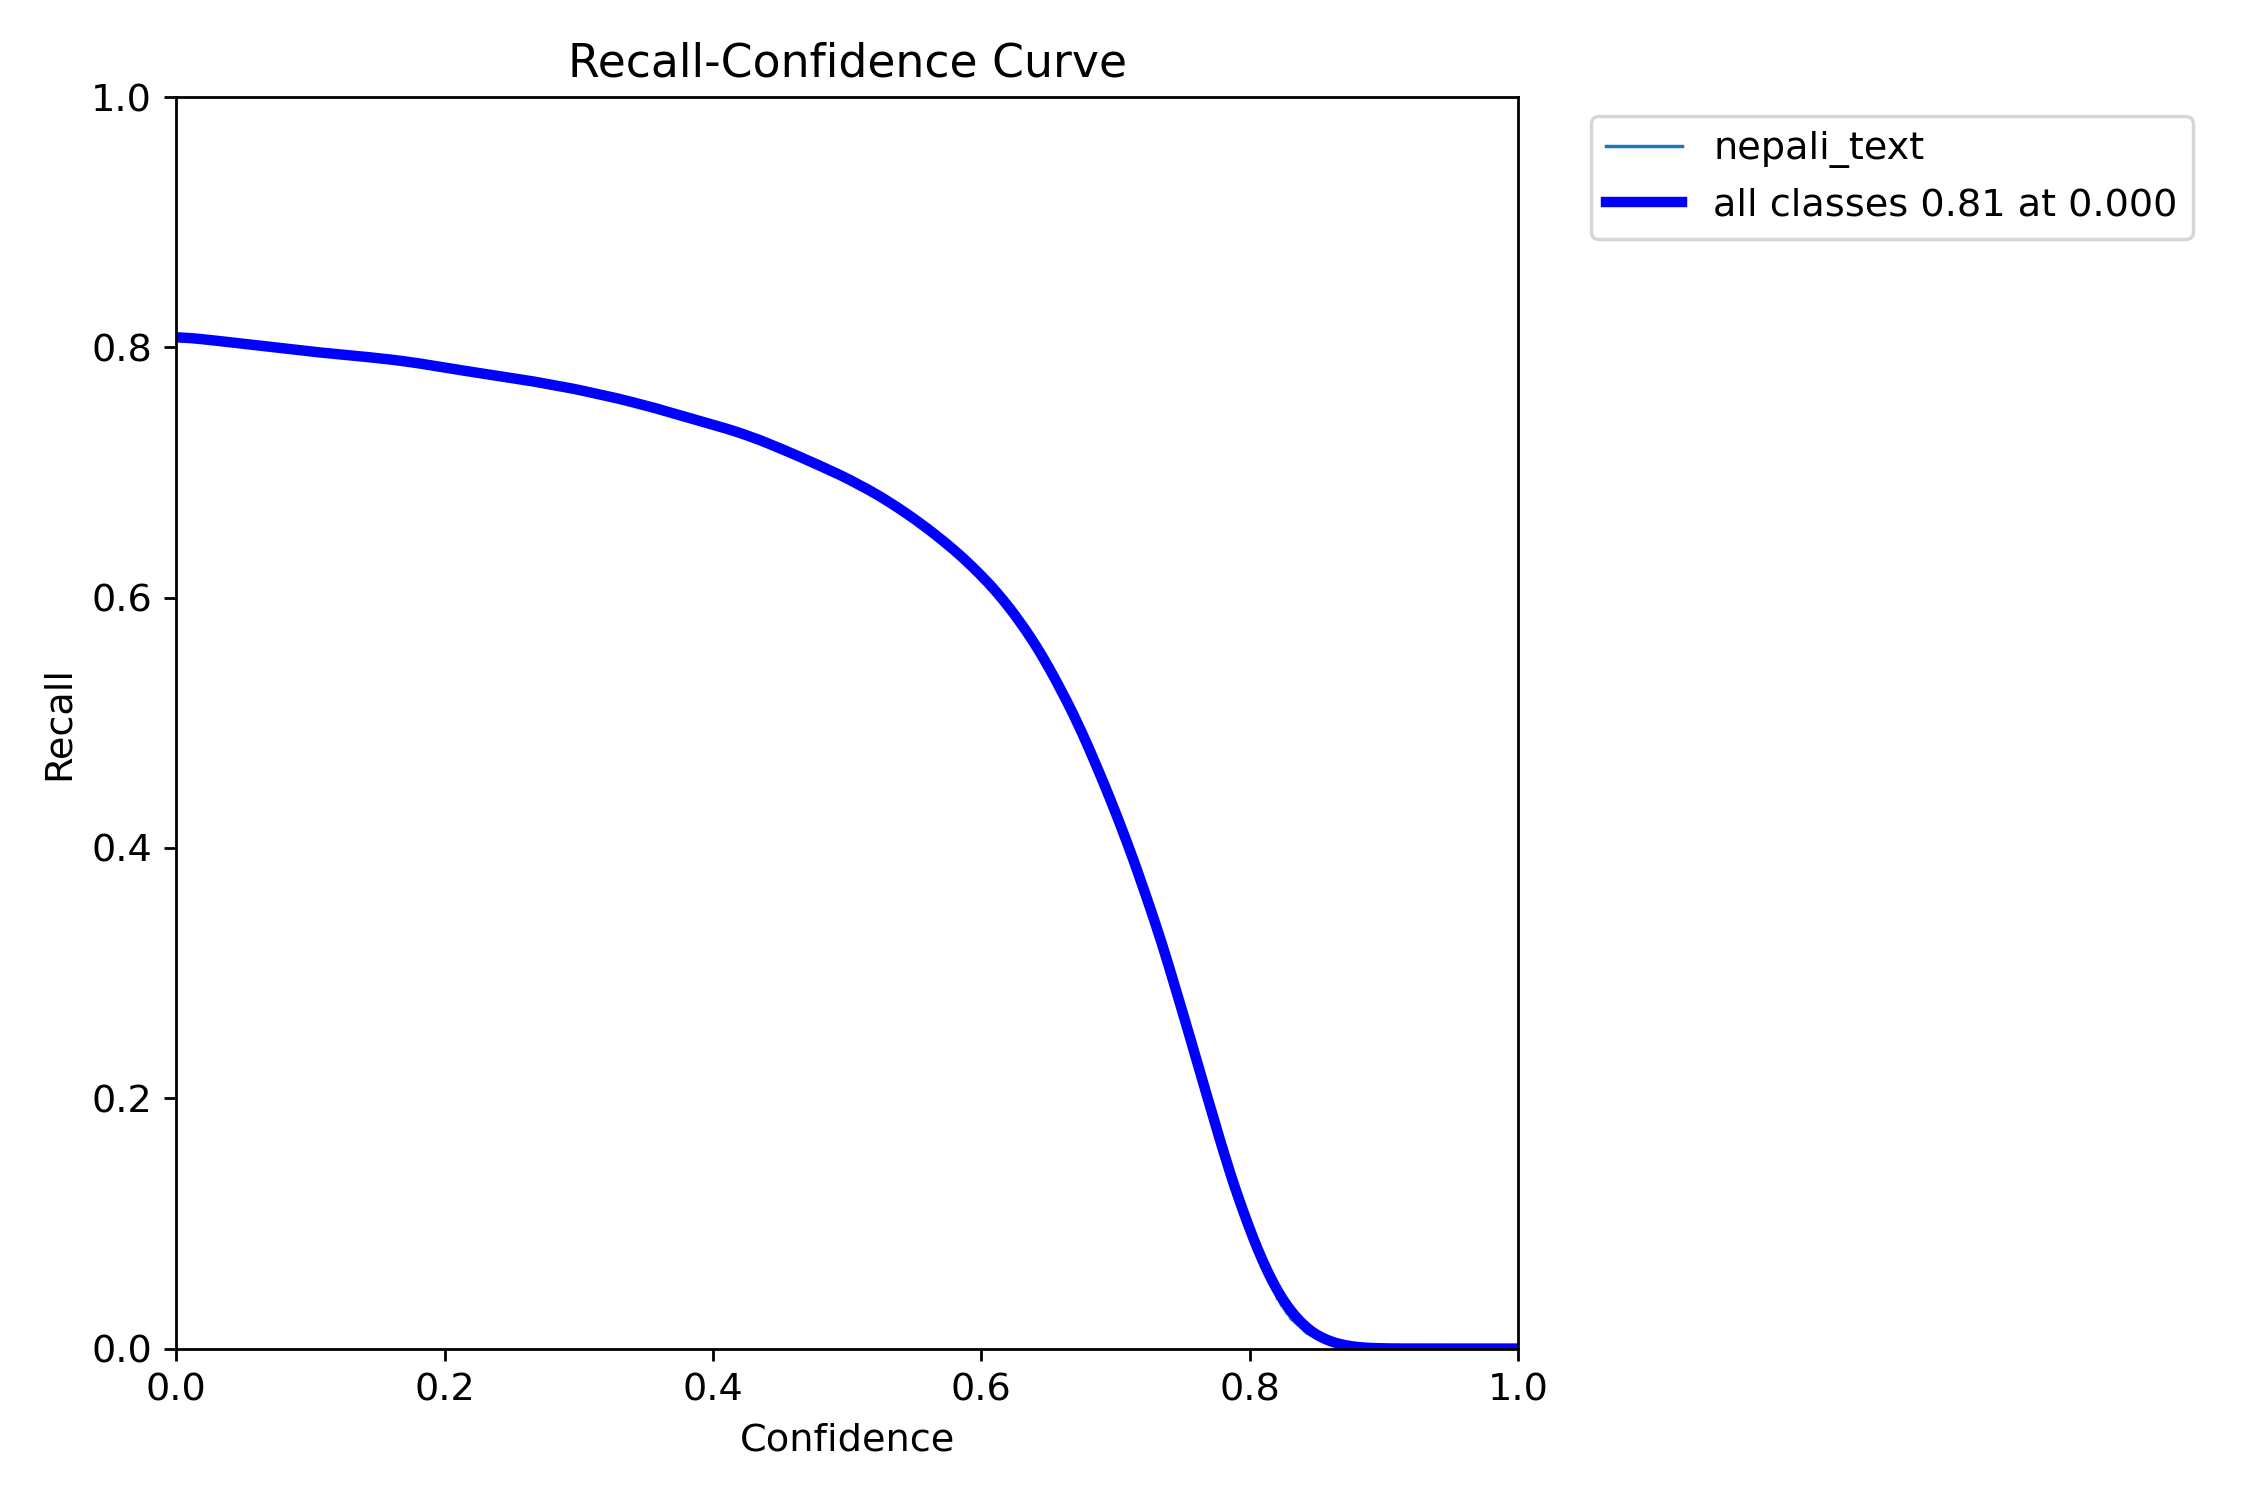 Recall-Confidence Curve
1.0
0.8
0.6
0.4
0.2
0.0
Recall
0.0 0.2 0.4 0.6 0.8 1.0
Confidence
nepali_text
all classes 0.81 at 0.000